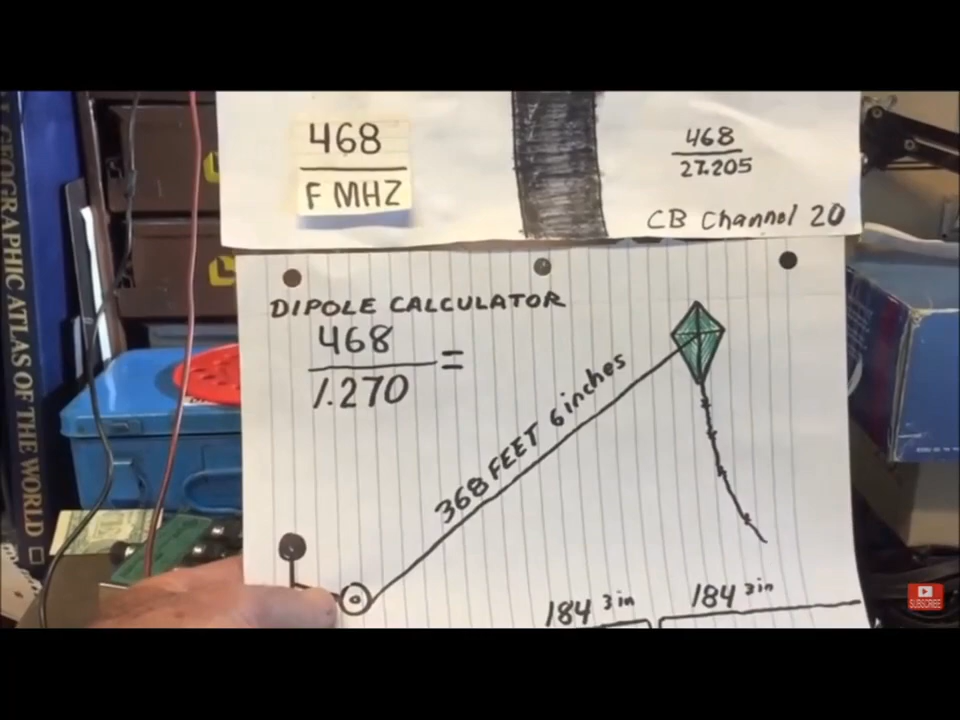 468
F MHZ
468
27.205
CB Channel 20
DIPOLE CALCULATOR
468
1.270
=
368 FEET 6 inches
184 3 in
184 3 in
GEOGRAPHIC ATLAS OF THE WORLD
SUBSCRIBE